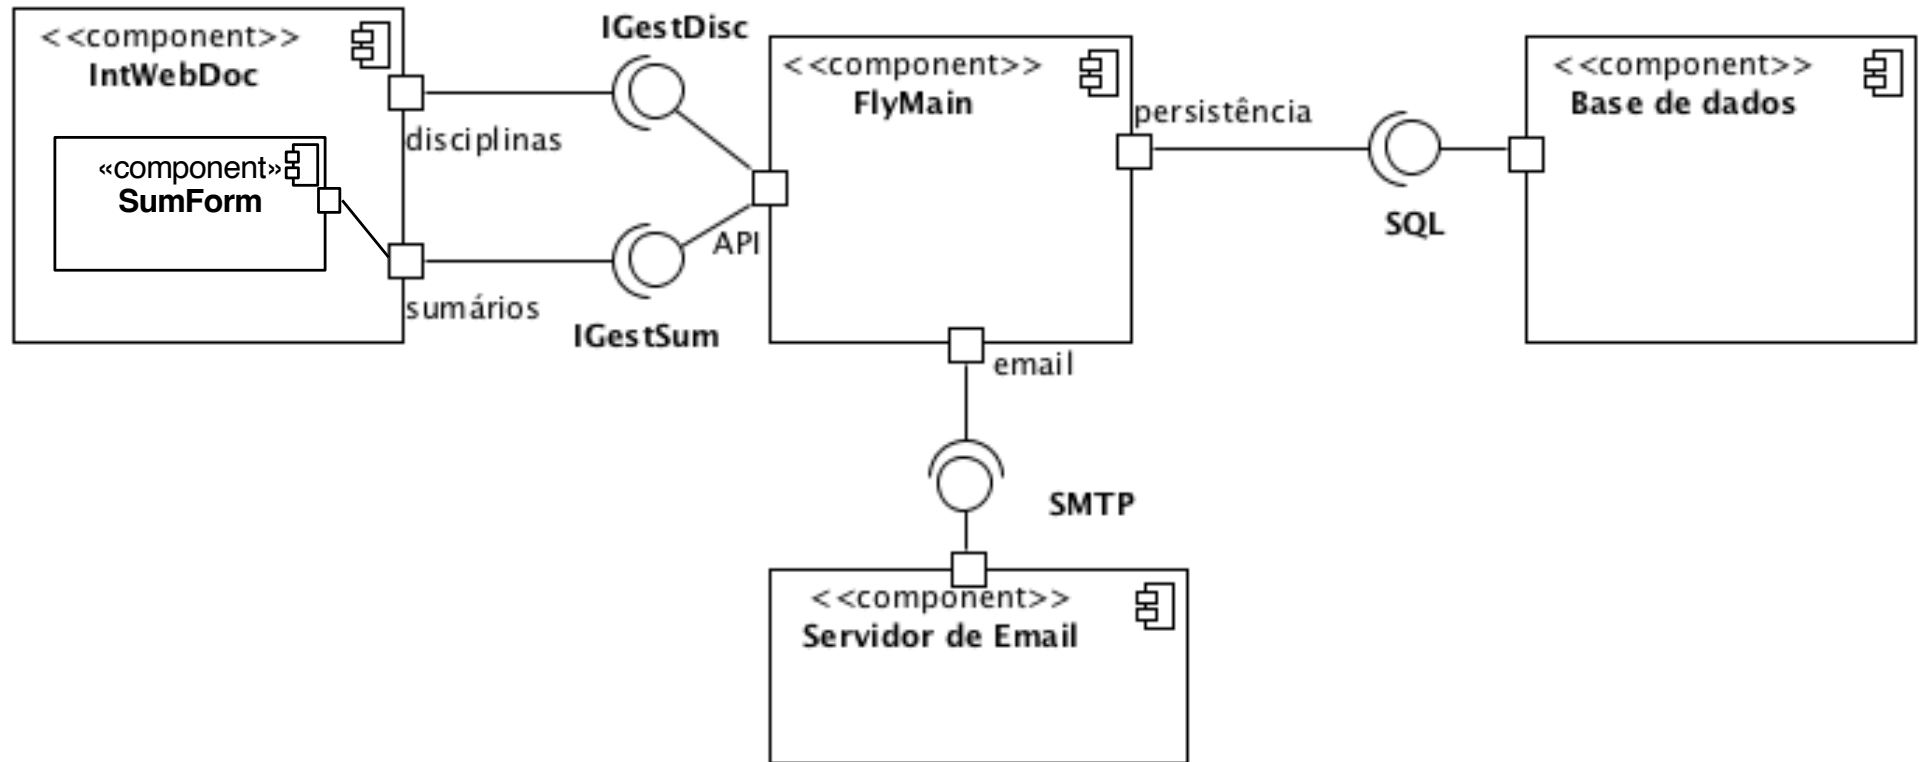 <<component>>
IntWebDoc
«component»
SumForm
disciplinas
sumários
IGestDisc
IGestSum
API
<<component>>
FlyMain
persistência
email
SQL
<<component>>
Base de dados
SMTP
<<component>>
Servidor de Email